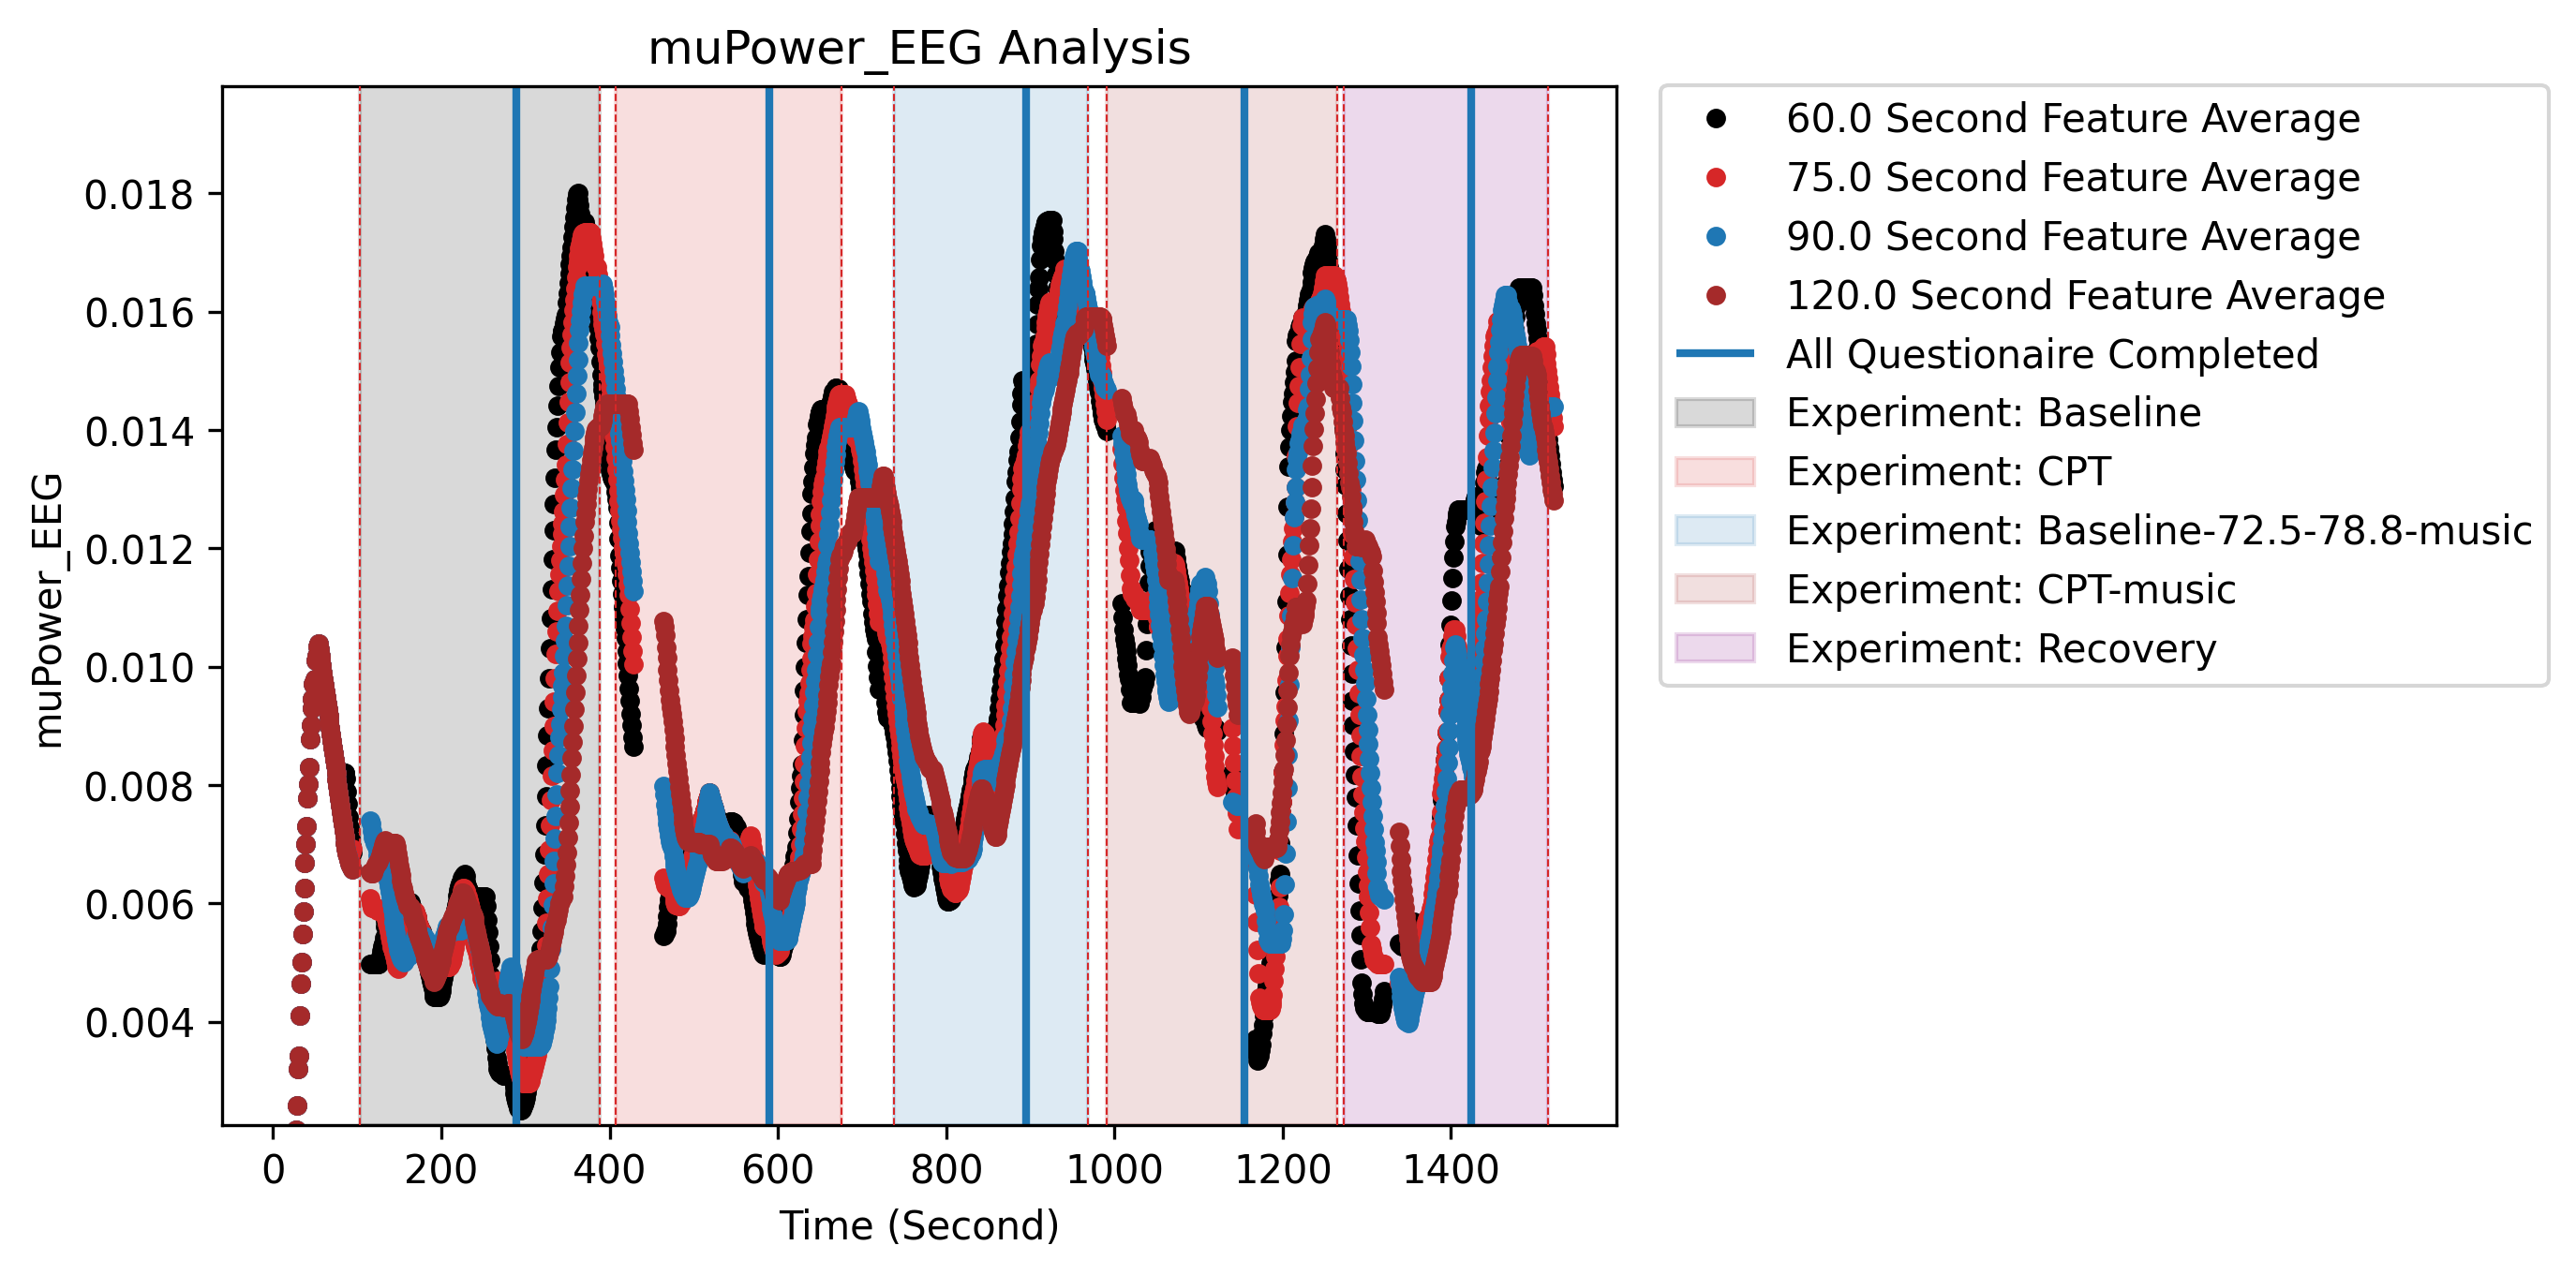 muPower_EEG Analysis
muPower_EEG
0.018
0.016
0.014
0.012
0.010
0.008
0.006
0.004
0 200 400 600 800 1000 1200 1400
Time (Second)
60.0 Second Feature Average
75.0 Second Feature Average
90.0 Second Feature Average
120.0 Second Feature Average
All Questionaire Completed
Experiment: Baseline
Experiment: CPT
Experiment: Baseline-72.5-78.8-music
Experiment: CPT-music
Experiment: Recovery